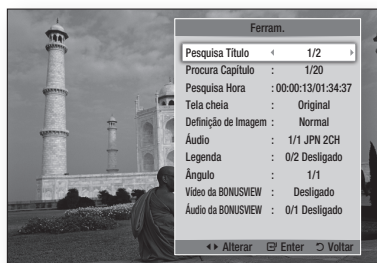 Ferram.
Pesquisa Título 1/2
Procura Capítulo : 1/20
Pesquisa Hora : 00:00:13/01:34:37
Tela cheia : Original
Definição de Imagem : Normal
Áudio : 1/1 JPN 2CH
Legenda : 0/2 Desligado
Ângulo : 1/1
Vídeo da BONUSVIEW : Desligado
Áudio da BONUSVIEW : 0/1 Desligado
Alterar Enter Voltar